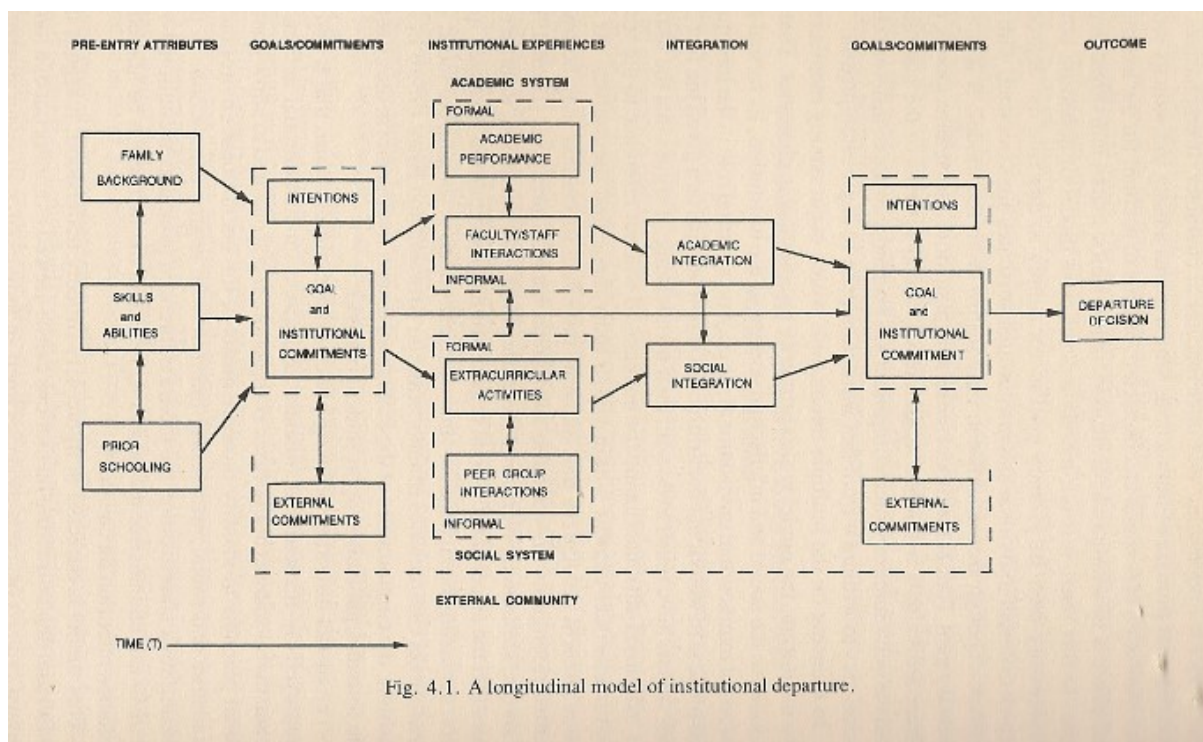 PRE-ENTRY ATTRIBUTES
GOALS/COMMITMENTS
INSTITUTIONAL EXPERIENCES
INTEGRATION
GOALS/COMMITMENTS
OUTCOME
ACADEMIC SYSTEM
FORMAL
ACADEMIC
PERFORMANCE
FACULTY/STAFF
INTERACTIONS
INFORMAL
FAMILY
BACKGROUND
SKILLS
and
ABILITIES
PRIOR
SCHOOLING
INTENTIONS
GOAL
and
INSTITUTIONAL
COMMITMENTS
EXTERNAL
COMMITMENTS
FORMAL
EXTRACURRICULAR
ACTIVITIES
PEER GROUP
INTERACTIONS
INFORMAL
SOCIAL SYSTEM
ACADEMIC
INTEGRATION
SOCIAL
INTEGRATION
INTENTIONS
GOAL
and
INSTITUTIONAL
COMMITMENT
EXTERNAL
COMMITMENTS
DEPARTURE
DECISION
EXTERNAL COMMUNITY
TIME (T)
Fig. 4.1. A longitudinal model of institutional departure.